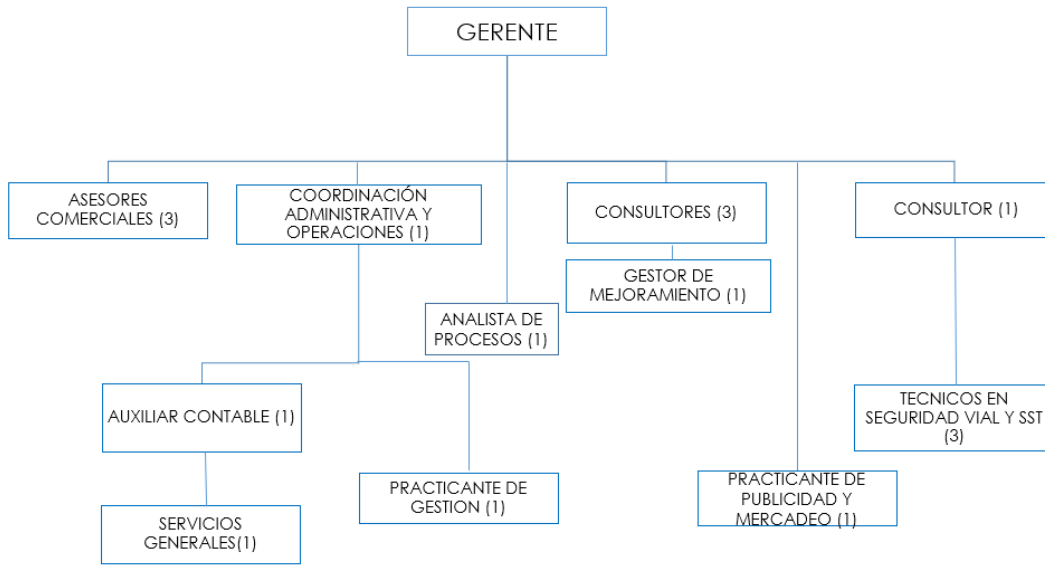 GERENTE
ASESORES
COMERCIALES (3)
COORDINACIÓN
ADMINISTRATIVA Y
OPERACIONES (1)
CONSULTORES (3)
CONSULTOR (1)
GESTOR DE
MEJORAMIENTO (1)
ANALISTA DE
PROCESOS (1)
AUXILIAR CONTABLE (1)
TECNICOS EN
SEGURIDAD VIAL Y SST
(3)
PRACTICANTE DE
GESTION (1)
PRACTICANTE DE
PUBLICIDAD Y
MERCADEO (1)
SERVICIOS
GENERALES(1)